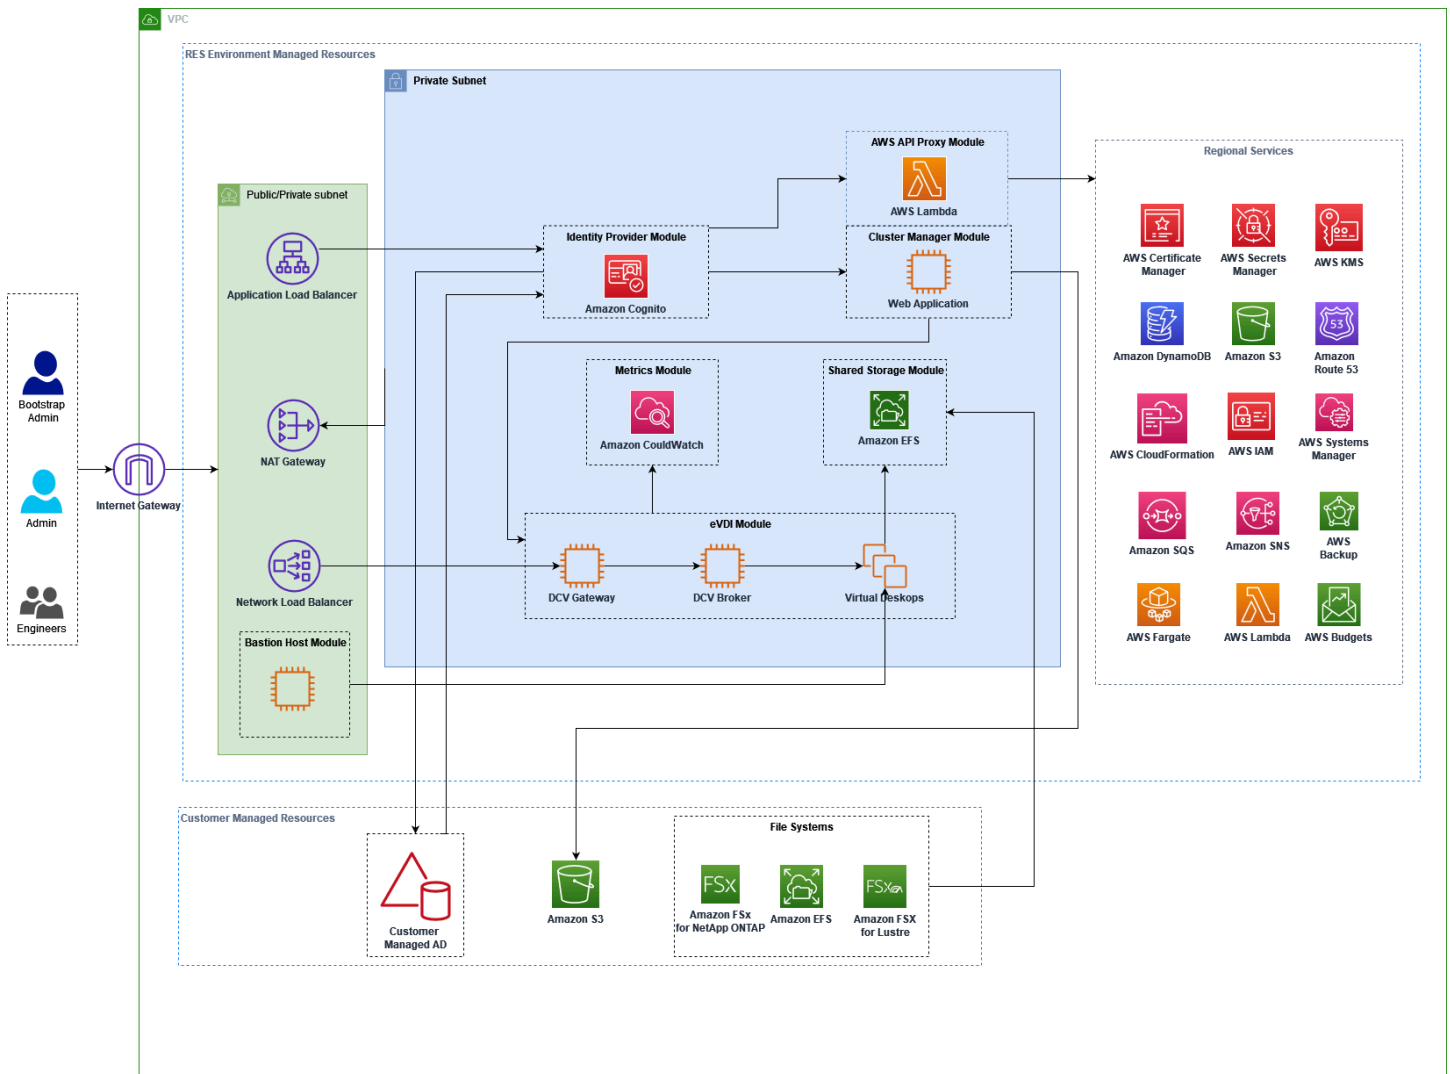 VPC
RES Environment Managed Resources
Private Subnet
AWS API Proxy Module
AWS Lambda
Regional Services
Public/Private subnet
Application Load Balancer
Identity Provider Module
Amazon Cognito
Cluster Manager Module
Web Application
AWS Certificate
Manager
AWS Secrets
Manager
AWS KMS
Bootstrap
Admin
Admin
Engineers
Internet Gateway
NAT Gateway
Metrics Module
Amazon CouldWatch
Shared Storage Module
Amazon EFS
Amazon DynamoDB
Amazon S3
53
Amazon
Route 53
AWS CloudFormation
AWS IAM
AWS Systems
Manager
Network Load Balancer
eVDI Module
DCV Gateway
DCV Broker
Virtual Deskops
Amazon SQS
Amazon SNS
AWS
Backup
AWS Fargate
AWS Lambda
AWS Budgets
Bastion Host Module
Customer Managed Resources
Customer
Managed AD
Amazon S3
File Systems
FSx
Amazon FSx
for NetApp ONTAP
Amazon EFS
FSx
Amazon FSX
for Lustre